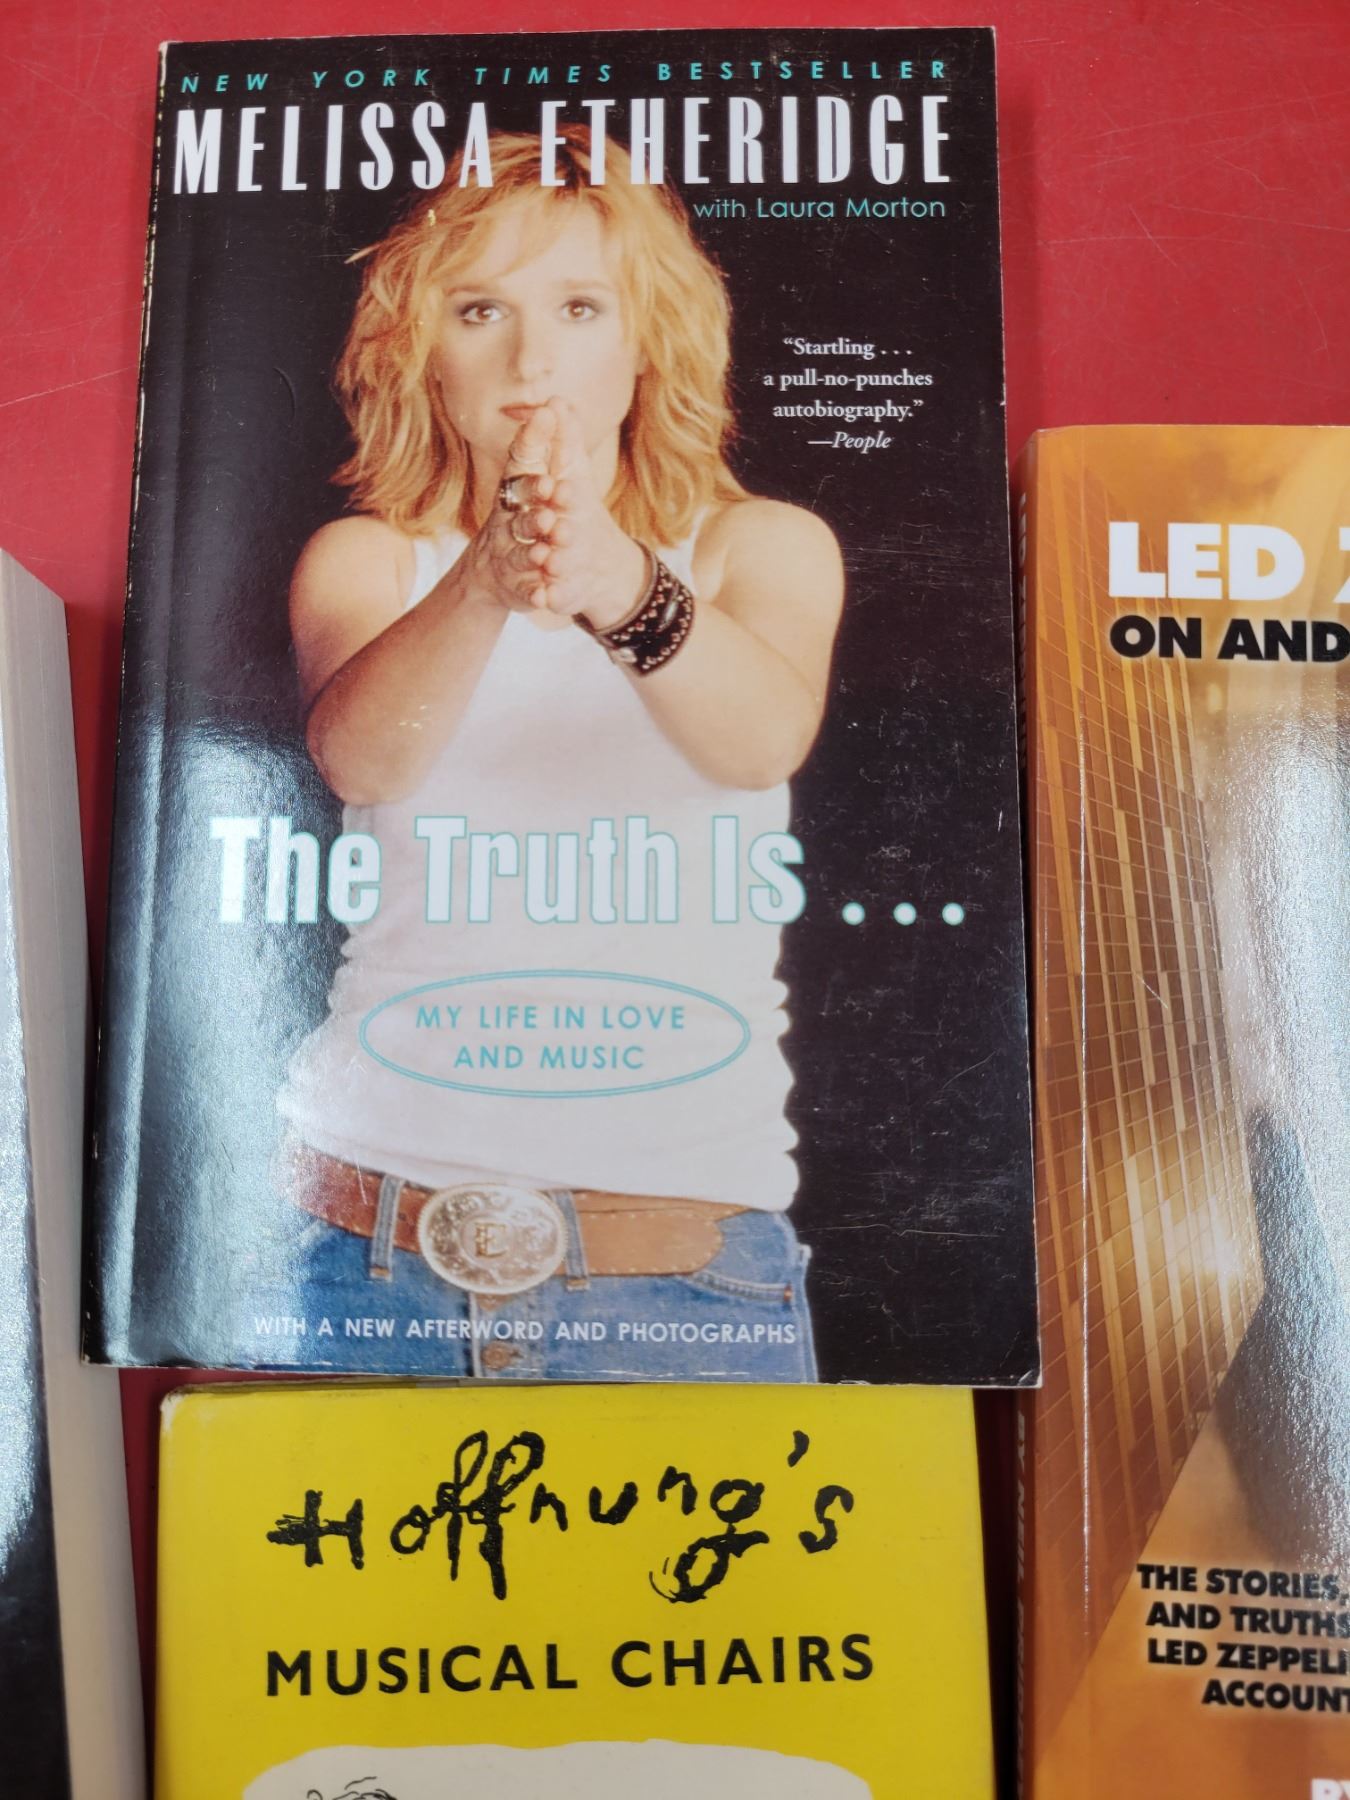 NEW YORK TIMES BESTSELLER
MELISSA ETHERIDGE
with Laura Morton
“Startling . . .
a pull-no-punches
autobiography.”
—People
The Truth Is . . .
MY LIFE IN LOVE
AND MUSIC
E
WITH A NEW AFTERWORD AND PHOTOGRAPHS
Hoffnung's
MUSICAL CHAIRS
LED
ON AND
THE STORIES,
AND TRUTHS
LED ZEPPELI
ACCOUNT